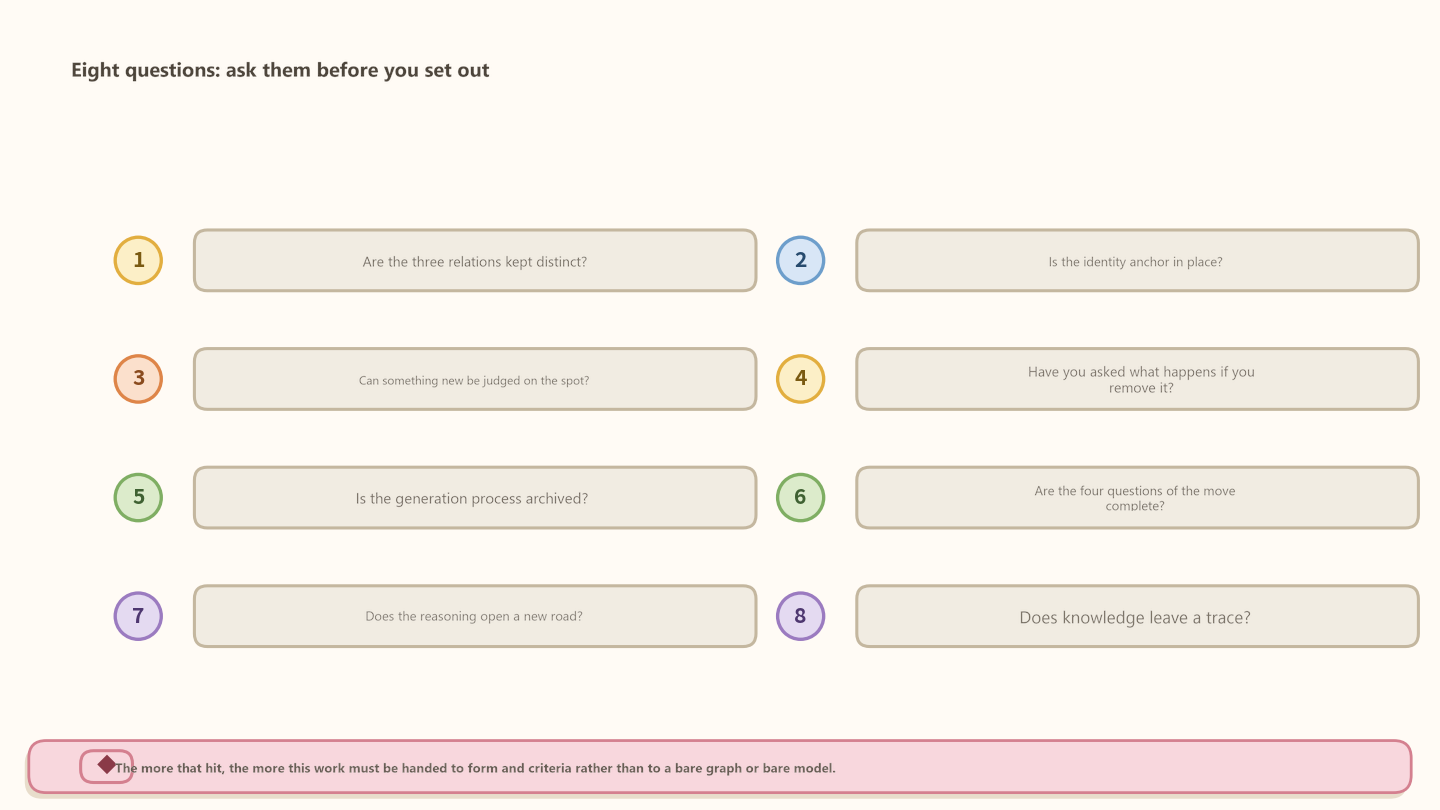 Eight questions: ask them before you set out
1
Are the three relations kept distinct?
2
Is the identity anchor in place?
3
Can something new be judged on the spot?
4
Have you asked what happens if you
remove it?
5
Is the generation process archived?
6
Are the four questions of the move
complete?
7
Does the reasoning open a new road?
8
Does knowledge leave a trace?
The more that hit, the more this work must be handed to form and criteria rather than to a bare graph or bare model.